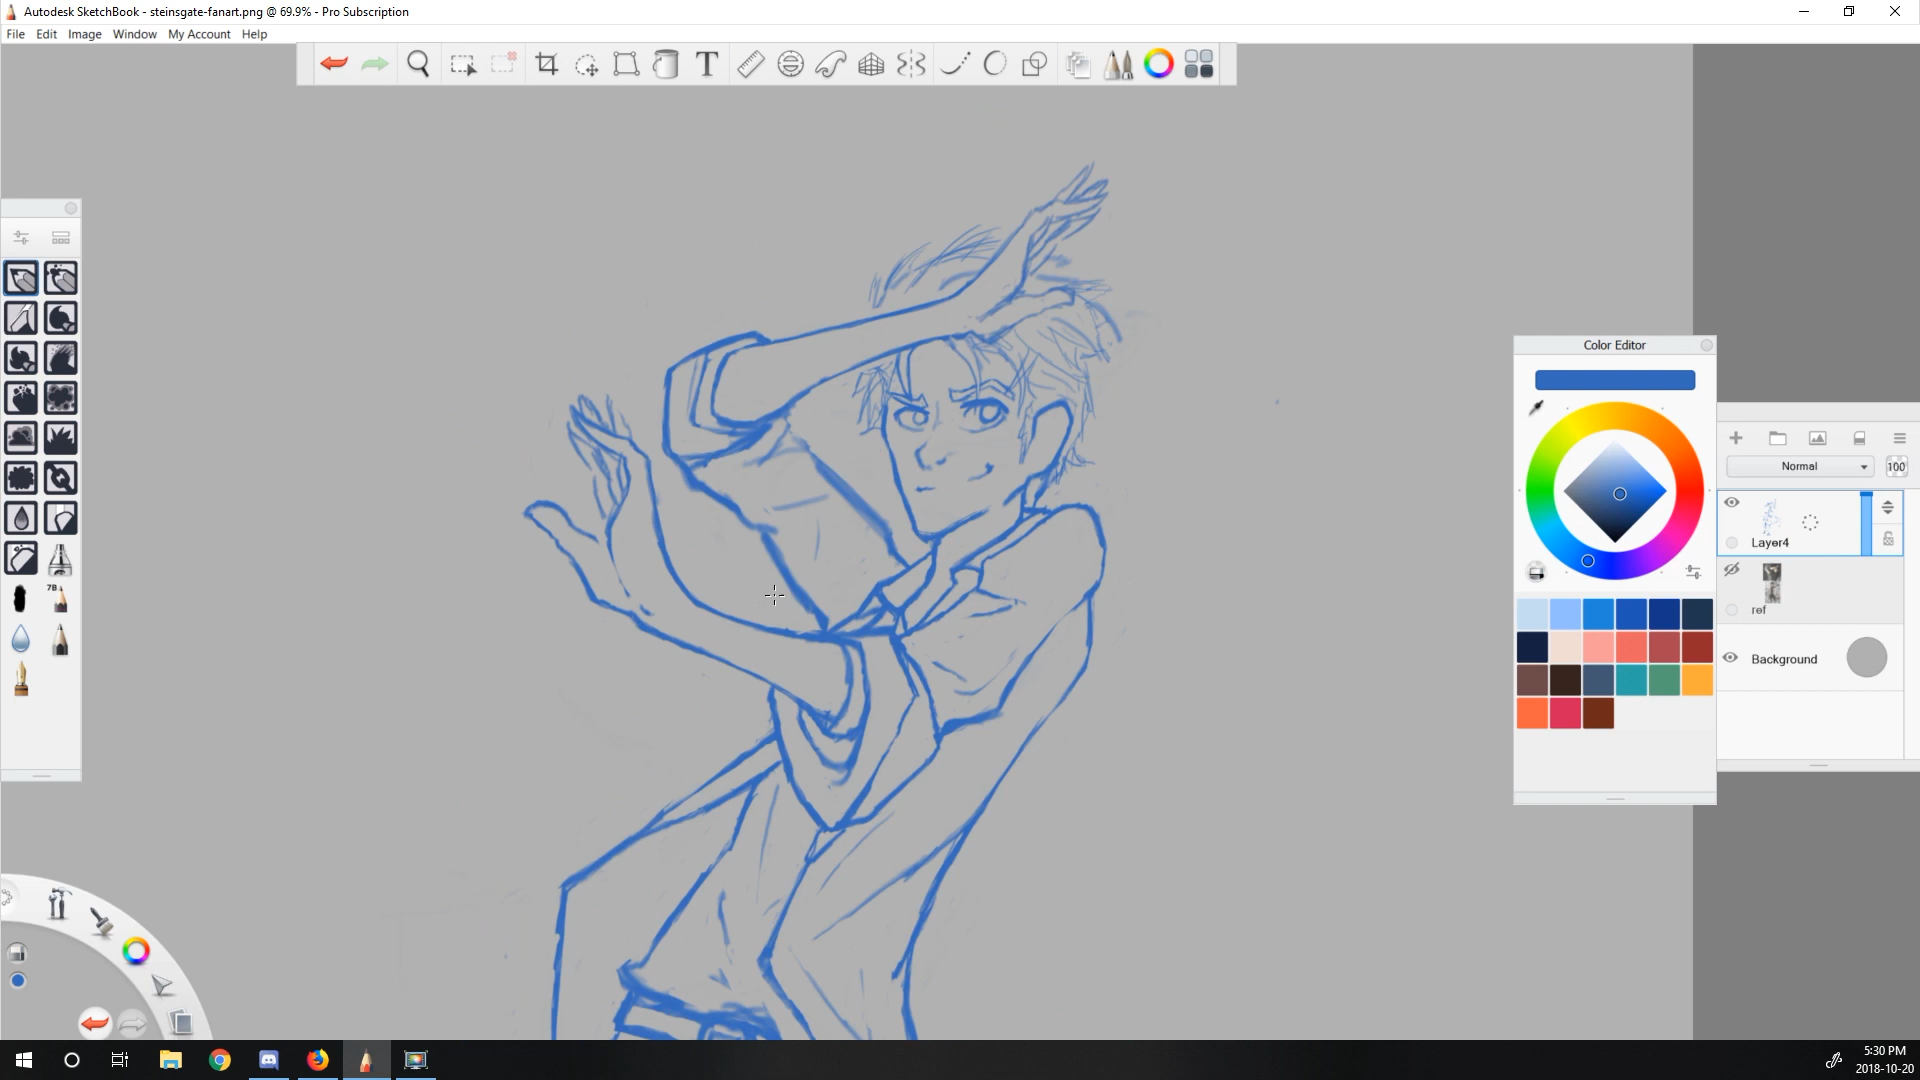 Autodesk SketchBook - steinsgate-fanart.png @ 69.9% - Pro Subscription
File Edit Image Window My Account Help
T
Color Editor
Normal 100
Layer4
ref
Background
7B
5:30 PM
2018-10-20